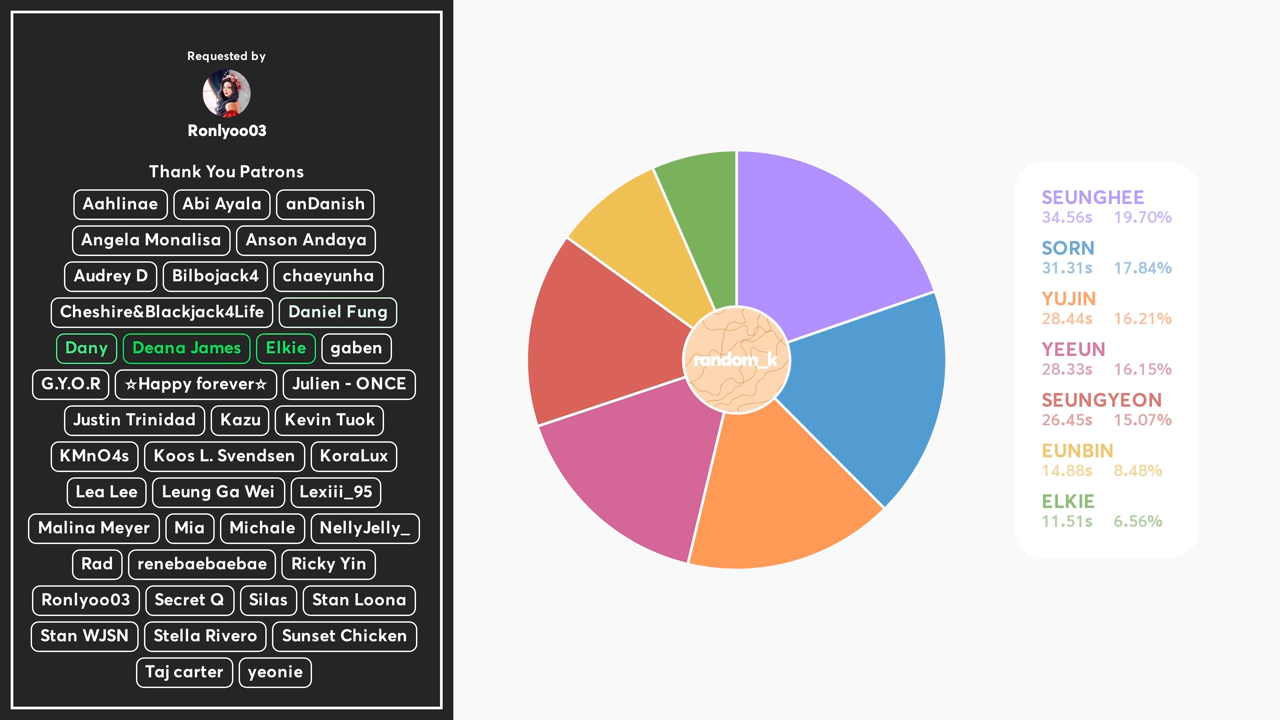 Requested by
Ronlyoo03
Thank You Patrons
Aahlinae Abi Ayala anDanish
Angela Monalisa Anson Andaya
Audrey D Bilbojack4 chaeyunha
Cheshire&Blackjack4Life Daniel Fung
Dany Deana James Elkie gaben
G.Y.O.R ☆Happy forever☆ Julien - ONCE
Justin Trinidad Kazu Kevin Tuok
KMnO4s Koos L. Svendsen KoraLux
Lea Lee Leung Ga Wei Lexiii_95
Malina Meyer Mia Michale NellyJelly_
Rad renebaebaebae Ricky Yin
Ronlyoo03 Secret Q Silas Stan Loona
Stan WJSN Stella Rivero Sunset Chicken
Taj carter yeonie
random_k
SEUNGHEE
34.56s 19.70%
SORN
31.31s 17.84%
YUJIN
28.44s 16.21%
YEEUN
28.33s 16.15%
SEUNGYEON
26.45s 15.07%
EUNBIN
14.88s 8.48%
ELKIE
11.51s 6.56%